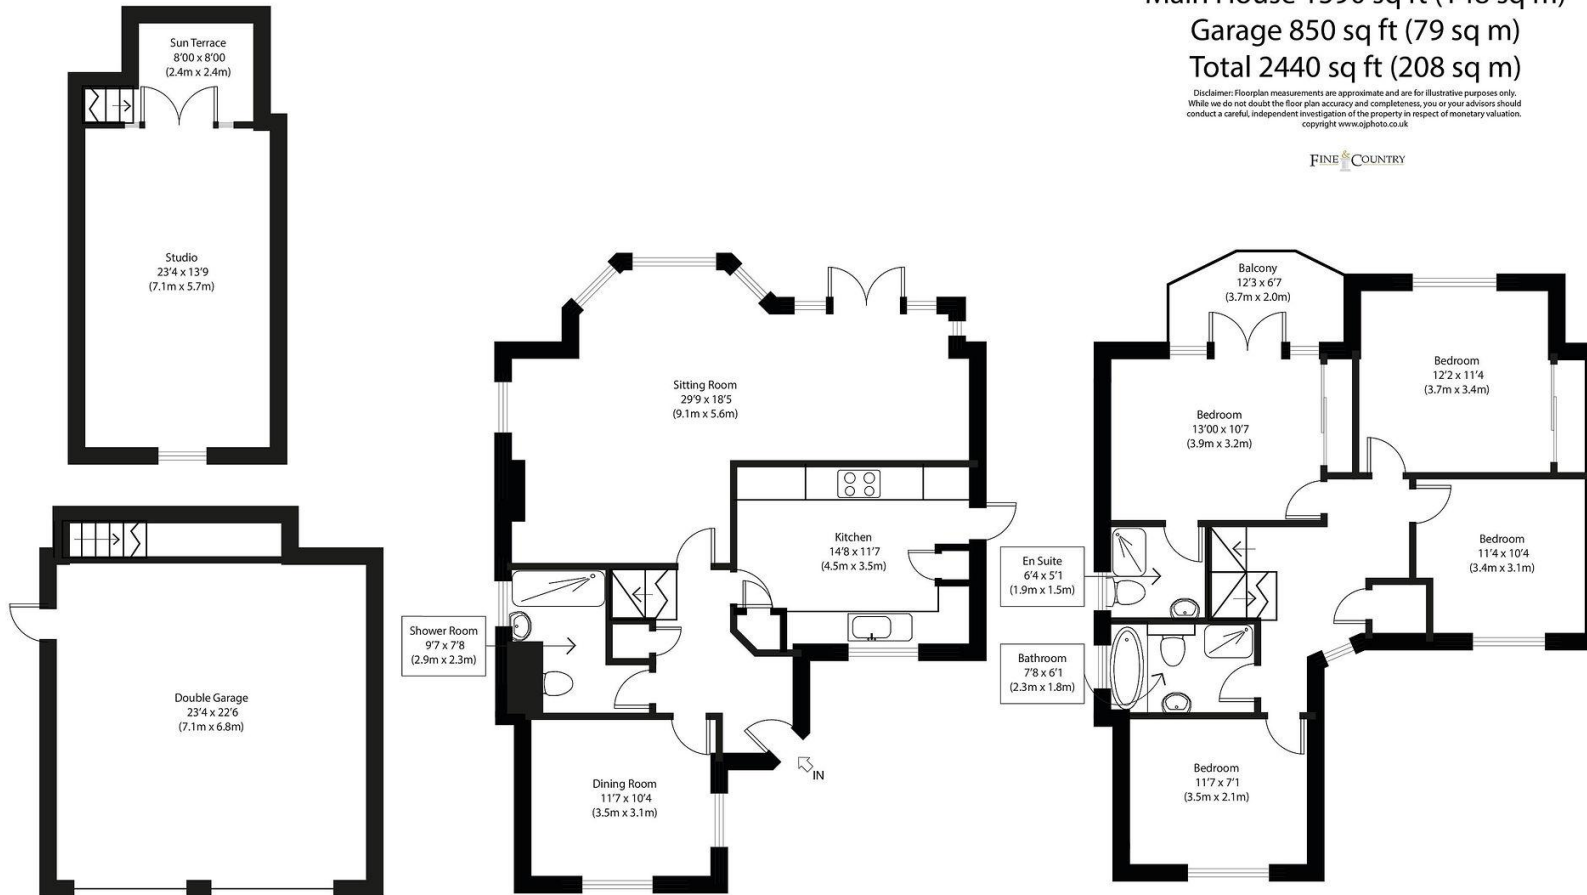 Main House 1590 sq ft (148 sq m)
Garage 850 sq ft (79 sq m)
Total 2440 sq ft (208 sq m)
Disclaimer: Floorplan measurements are approximate and are for illustrative purposes only.
While we do not doubt the floor plan accuracy and completeness, you or your advisors should
conduct a careful, independent investigation of the property in respect of monetary valuation.
copyright www.ojphoto.co.uk
FINE & COUNTRY
Sun Terrace
8'00 x 8'00
(2.4m x 2.4m)
Studio
23'4 x 13'9
(7.1m x 5.7m)
Double Garage
23'4 x 22'6
(7.1m x 6.8m)
Sitting Room
29'9 x 18'5
(9.1m x 5.6m)
Kitchen
14'8 x 11'7
(4.5m x 3.5m)
Shower Room
9'7 x 7'8
(2.9m x 2.3m)
Dining Room
11'7 x 10'4
(3.5m x 3.1m)
IN
Balcony
12'3 x 6'7
(3.7m x 2.0m)
Bedroom
12'2 x 11'4
(3.7m x 3.4m)
Bedroom
13'00 x 10'7
(3.9m x 3.2m)
Bedroom
11'4 x 10'4
(3.4m x 3.1m)
En Suite
6'4 x 5'1
(1.9m x 1.5m)
Bathroom
7'8 x 6'1
(2.3m x 1.8m)
Bedroom
11'7 x 7'1
(3.5m x 2.1m)